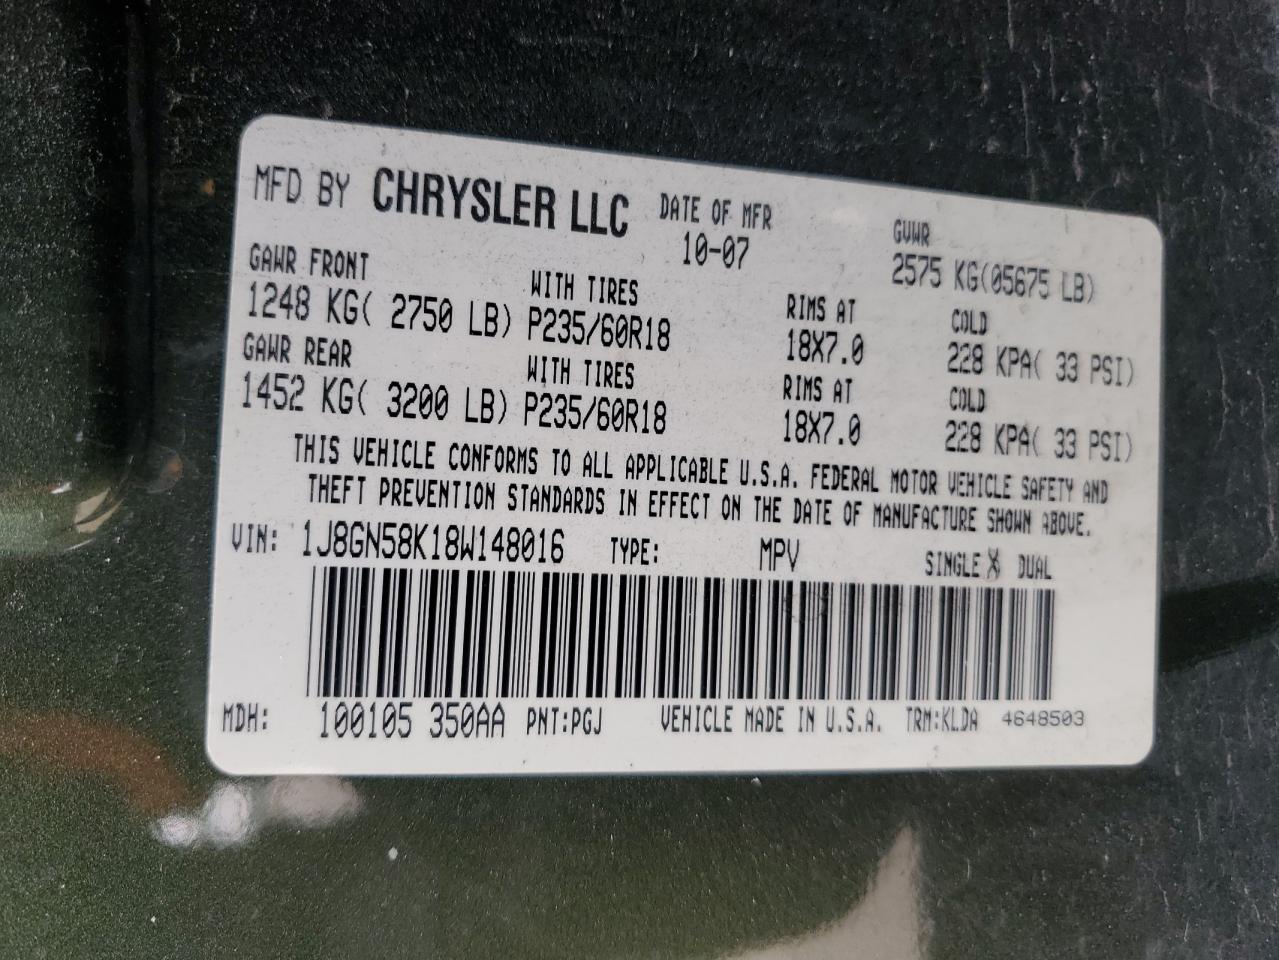 MFD BY CHRYSLER LLC DATE OF MFR GVWR
10-07 2575 KG(05675 LB)
GAWR FRONT WITH TIRES RIMS AT COLD
1248 KG( 2750 LB) P235/60R18 18X7.0 228 KPA( 33 PSI)
GAWR REAR WITH TIRES RIMS AT COLD
1452 KG( 3200 LB) P235/60R18 18X7.0 228 KPA( 33 PSI)
THIS VEHICLE CONFORMS TO ALL APPLICABLE U.S.A. FEDERAL MOTOR VEHICLE SAFETY AND
THEFT PREVENTION STANDARDS IN EFFECT ON THE DATE OF MANUFACTURE SHOWN ABOVE.
VIN: 1J8GN58K18W148016 TYPE: MPV SINGLE X DUAL
MDH: 100105 350AA PNT:PGJ VEHICLE MADE IN U.S.A. TRM:KLDA 4648503